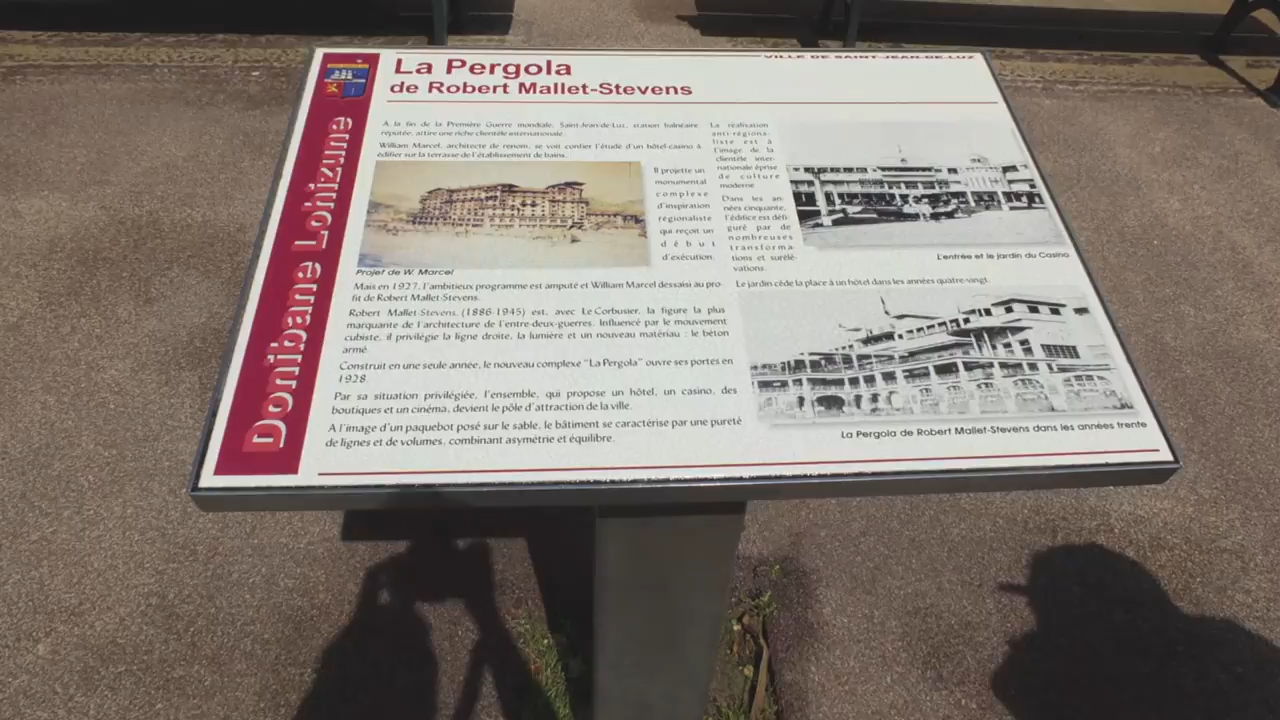 VILLE DE SAINT-JEAN-DE-LUZ
La Pergola
de Robert Mallet-Stevens
Donibane Lohizune
A la fin de la Première Guerre mondiale, Saint-Jean-de-Luz, station balnéaire
réputée, attire une riche clientèle internationale.
William Marcel, architecte de renom, se voit confier l'étude d'un hôtel-casino à
édifier sur la terrasse de l'établissement de bains.
Il projette un
monumental
complexe
d'inspiration
régionaliste
qui reçoit un
début
d'exécution.
Projet de W. Marcel
Mais en 1927, l'ambitieux programme est amputé et William Marcel dessaisi au pro-
fit de Robert Mallet-Stevens.
Robert Mallet-Stevens, (1886-1945) est, avec Le Corbusier, la figure la plus
marquante de l'architecture de l'entre-deux-guerres. Influencé par le mouvement
cubiste, il privilégie la ligne droite, la lumière et un nouveau matériau : le béton
armé.
Construit en une seule année, le nouveau complexe "La Pergola" ouvre ses portes en
1928.
Par sa situation privilégiée, l'ensemble, qui propose un hôtel, un casino, des
boutiques et un cinéma, devient le pôle d'attraction de la ville.
A l'image d'un paquebot posé sur le sable, le bâtiment se caractérise par une pureté
de lignes et de volumes, combinant asymétrie et équilibre.
La réalisation
anti-régiona-
liste est à
l'image de la
clientèle inter-
nationale éprise
de culture
moderne.
Dans les an-
nées cinquante,
l'édifice est défi-
guré par de
nombreuses
transforma-
tions et surélé-
vations.
L'entrée et le jardin du Casino
Le jardin cède la place à un hôtel dans les années quatre-vingt.
La Pergola de Robert Mallet-Stevens dans les années trente